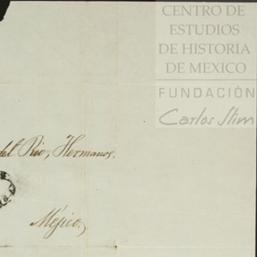 CENTRO DE
ESTUDIOS
DE HISTORIA
DE MEXICO
FUNDACIÓN
Carlos Slim
del Rio, Hermanos.
Mejico,